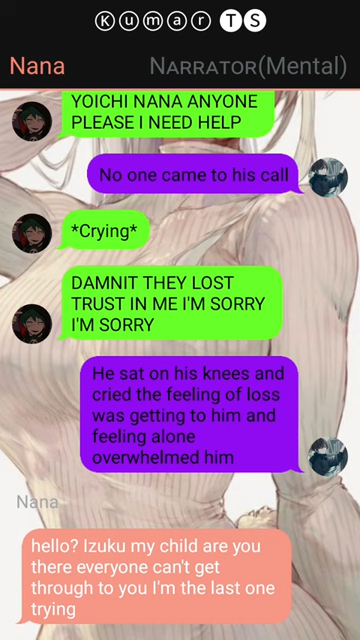 Kumar TS
Nana Narrator(Mental)
YOICHI NANA ANYONE
PLEASE I NEED HELP
No one came to his call
*Crying*
DAMNIT THEY LOST
TRUST IN ME I'M SORRY
I'M SORRY
He sat on his knees and
cried the feeling of loss
was getting to him and
feeling alone
overwhelmed him
Nana
hello? Izuku my child are you
there everyone can't get
through to you I'm the last one
trying